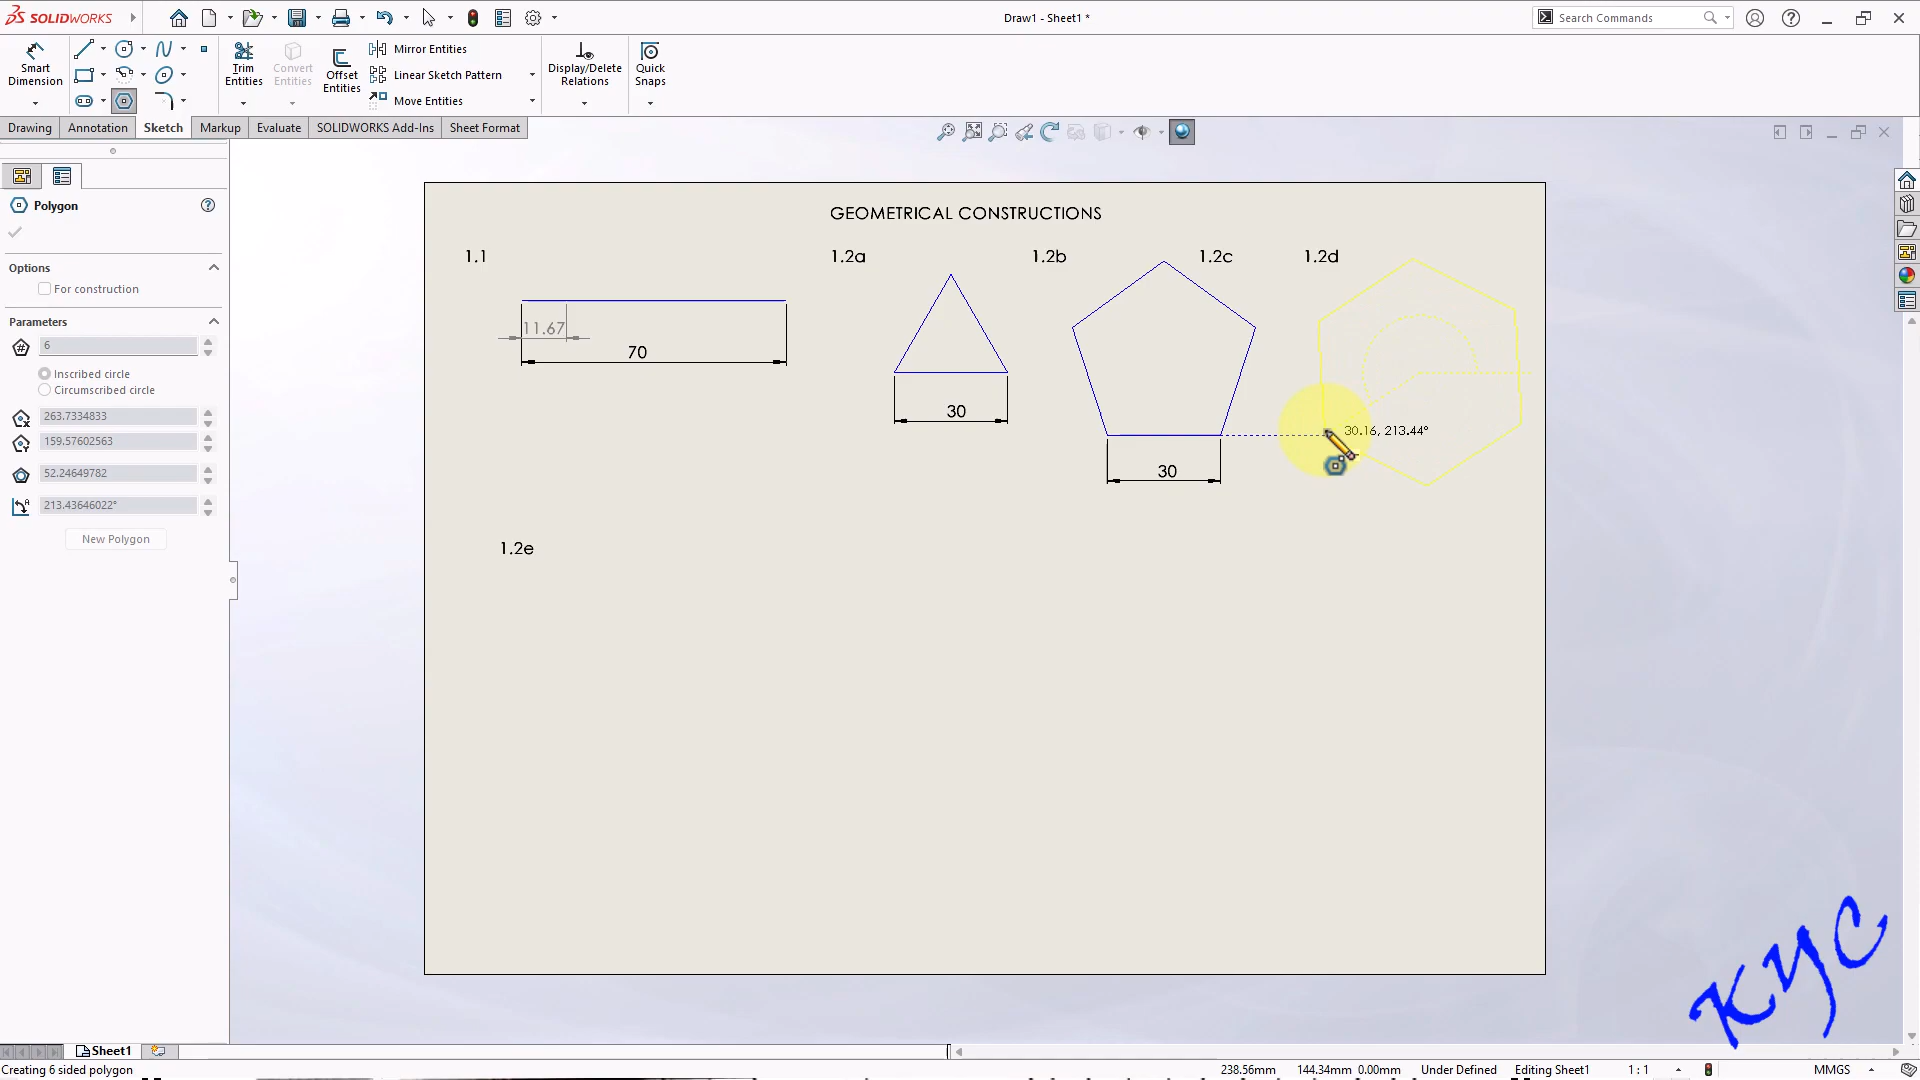 SOLIDWORKS
Draw1 - Sheet1 *
Search Commands
Smart Dimension
Trim Entities
Convert Entities
Offset Entities
Mirror Entities
Linear Sketch Pattern
Move Entities
Display/Delete Relations
Quick Snaps
Drawing
Annotation
Sketch
Markup
Evaluate
SOLIDWORKS Add-Ins
Sheet Format
Polygon
Options
For construction
Parameters
6
Inscribed circle
Circumscribed circle
263.7334833
159.57602563
52.24649782
213.43646022°
New Polygon
GEOMETRICAL CONSTRUCTIONS
1.1
1.2a
1.2b
1.2c
1.2d
11.67
70
30
30
30.16, 213.44°
1.2e
KYC
Sheet1
Creating 6 sided polygon
238.56mm
144.34mm
0.00mm
Under Defined
Editing Sheet1
1 : 1
MMGS